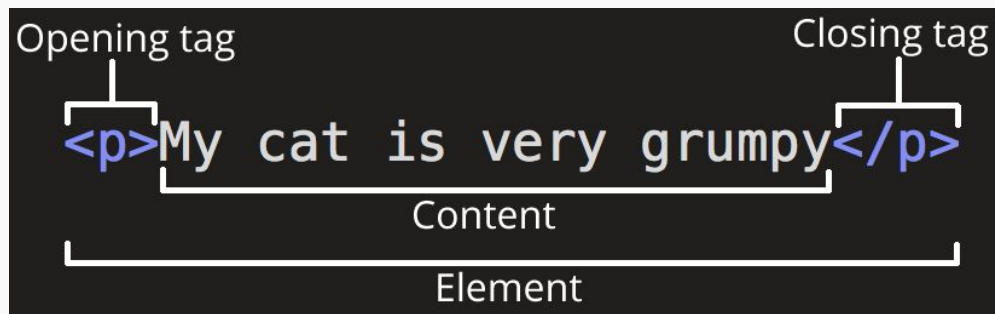 Opening tag Closing tag
<p>My cat is very grumpy</p>
Content
Element